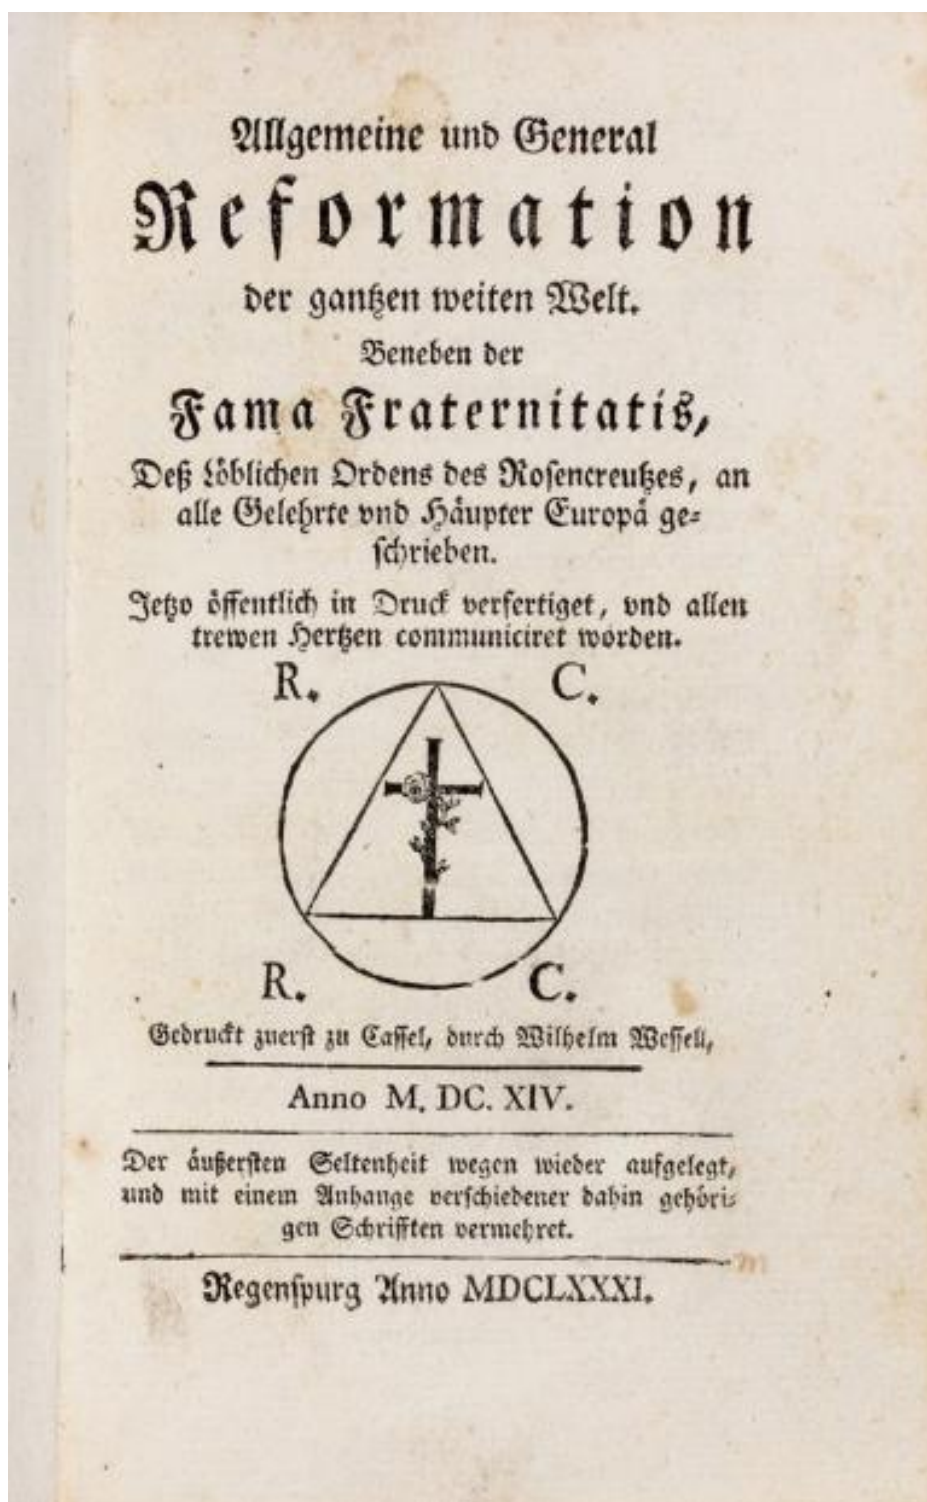 Allgemeine und General
Reformation
der gantzen weiten Welt.
Beneben der
Fama Fraternitatis,
Deß Löblichen Ordens des Rosencreutzes, an
alle Gelehrte vnd Häupter Europä ge=
schrieben.
Jetzo öffentlich in Druck verfertiget, vnd allen
trewen Hertzen communiciret worden.
R. C.
R. C.
Gedruckt zuerst zu Cassel, durch Wilhelm Wessell,
Anno M. DC. XIV.
Der äußersten Seltenheit wegen wieder aufgelegt,
und mit einem Anhange verschiedener dahin gehöri=
gen Schrifften vermehret.
Regenspurg Anno MDCLXXXI.